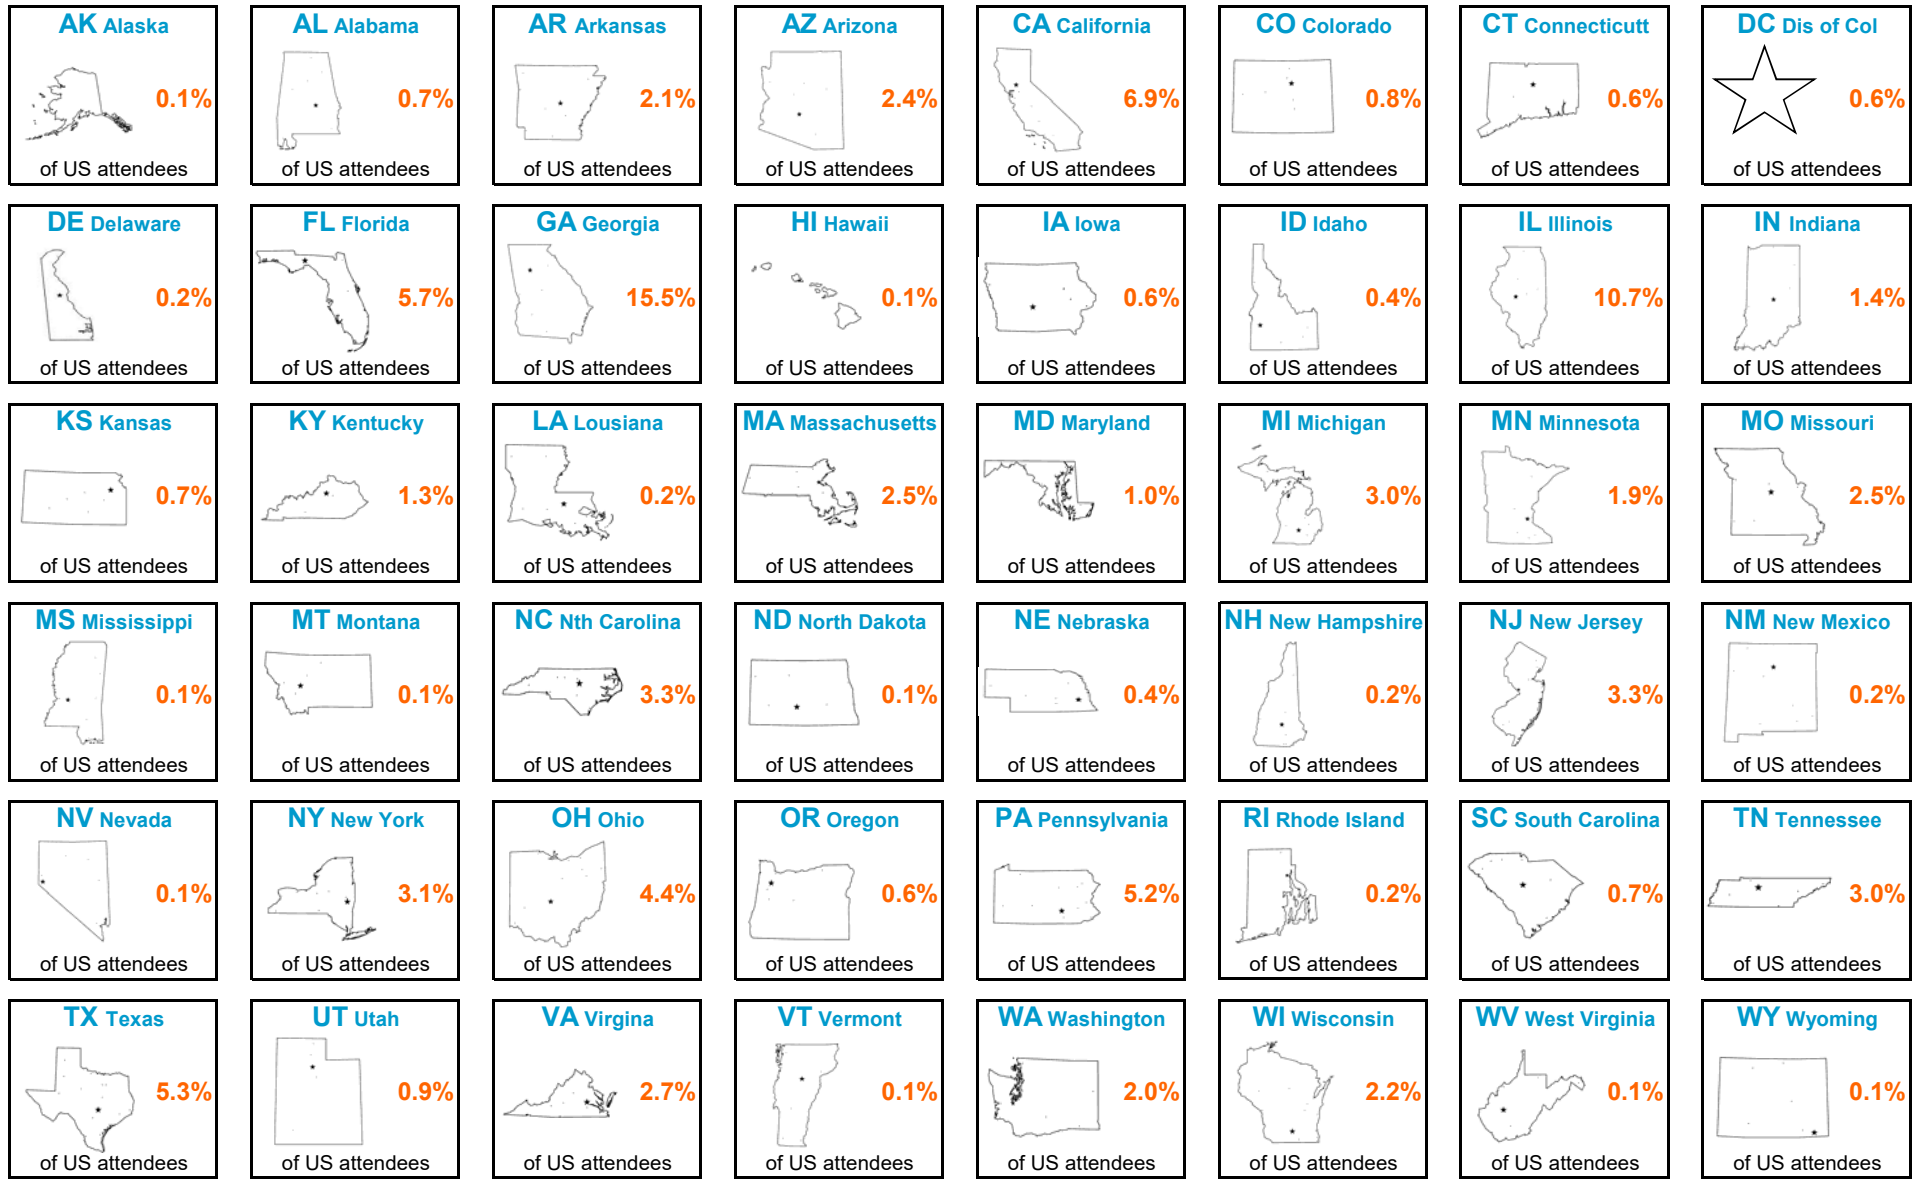 AK Alaska
0.1%
of US attendees
AL Alabama
0.7%
of US attendees
AR Arkansas
2.1%
of US attendees
AZ Arizona
2.4%
of US attendees
CA California
6.9%
of US attendees
CO Colorado
0.8%
of US attendees
CT Connecticutt
0.6%
of US attendees
DC Dis of Col
0.6%
of US attendees
DE Delaware
0.2%
of US attendees
FL Florida
5.7%
of US attendees
GA Georgia
15.5%
of US attendees
HI Hawaii
0.1%
of US attendees
IA Iowa
0.6%
of US attendees
ID Idaho
0.4%
of US attendees
IL Illinois
10.7%
of US attendees
IN Indiana
1.4%
of US attendees
KS Kansas
0.7%
of US attendees
KY Kentucky
1.3%
of US attendees
LA Lousiana
0.2%
of US attendees
MA Massachusetts
2.5%
of US attendees
MD Maryland
1.0%
of US attendees
MI Michigan
3.0%
of US attendees
MN Minnesota
1.9%
of US attendees
MO Missouri
2.5%
of US attendees
MS Mississippi
0.1%
of US attendees
MT Montana
0.1%
of US attendees
NC Nth Carolina
3.3%
of US attendees
ND North Dakota
0.1%
of US attendees
NE Nebraska
0.4%
of US attendees
NH New Hampshire
0.2%
of US attendees
NJ New Jersey
3.3%
of US attendees
NM New Mexico
0.2%
of US attendees
NV Nevada
0.1%
of US attendees
NY New York
3.1%
of US attendees
OH Ohio
4.4%
of US attendees
OR Oregon
0.6%
of US attendees
PA Pennsylvania
5.2%
of US attendees
RI Rhode Island
0.2%
of US attendees
SC South Carolina
0.7%
of US attendees
TN Tennessee
3.0%
of US attendees
TX Texas
5.3%
of US attendees
UT Utah
0.9%
of US attendees
VA Virgina
2.7%
of US attendees
VT Vermont
0.1%
of US attendees
WA Washington
2.0%
of US attendees
WI Wisconsin
2.2%
of US attendees
WV West Virginia
0.1%
of US attendees
WY Wyoming
0.1%
of US attendees